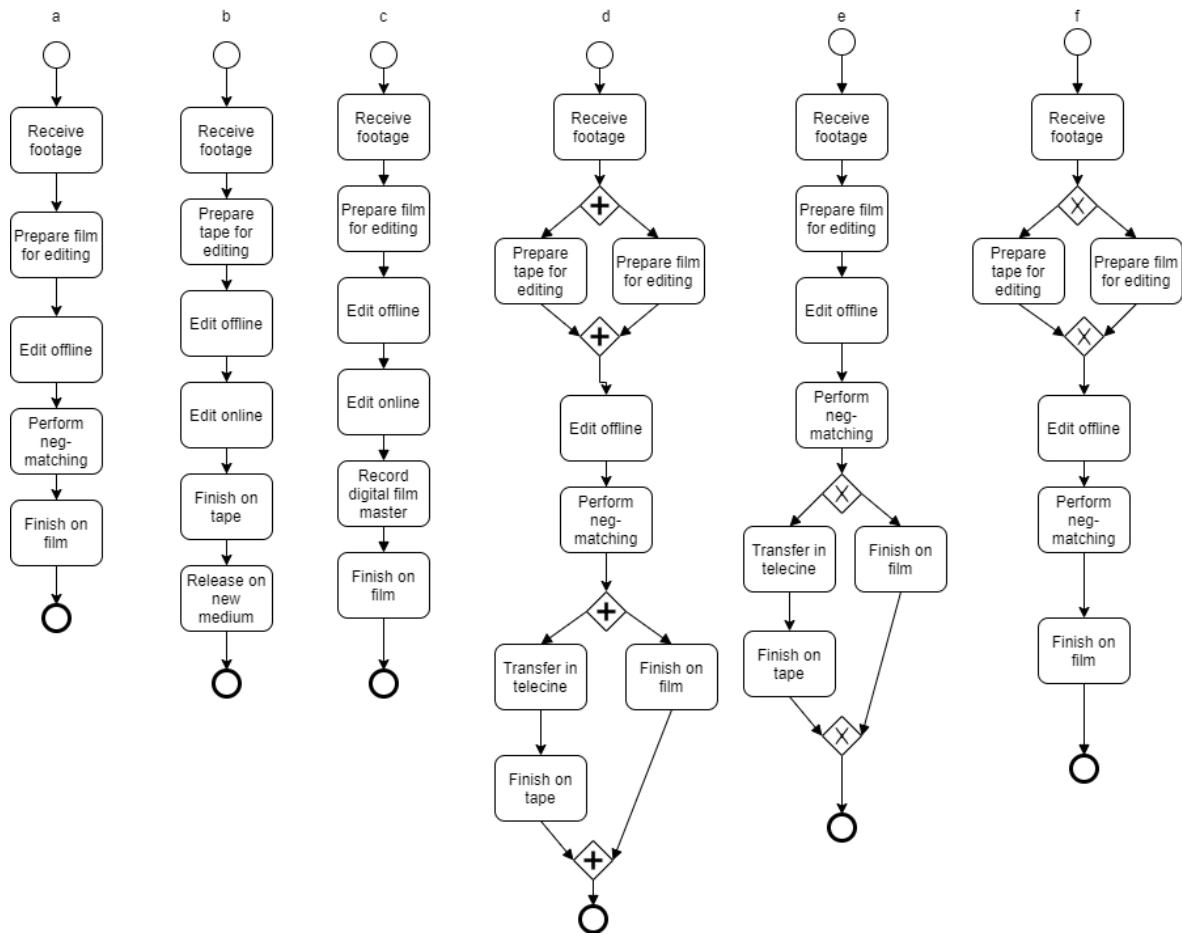 a
Receive
footage
Prepare film
for editing
Edit offline
Perform
neg-
matching
Finish on
film
b
Receive
footage
Prepare
tape for
editing
Edit offline
Edit online
Finish on
tape
Release on
new
medium
c
Receive
footage
Prepare film
for editing
Edit offline
Edit online
Record
digital film
master
Finish on
film
d
Receive
footage
Prepare
tape for
editing
Prepare film
for editing
Edit offline
Perform
neg-
matching
Transfer in
telecine
Finish on
film
Finish on
tape
e
Receive
footage
Prepare film
for editing
Edit offline
Perform
neg-
matching
Transfer in
telecine
Finish on
film
Finish on
tape
f
Receive
footage
Prepare
tape for
editing
Prepare film
for editing
Edit offline
Perform
neg-
matching
Finish on
film